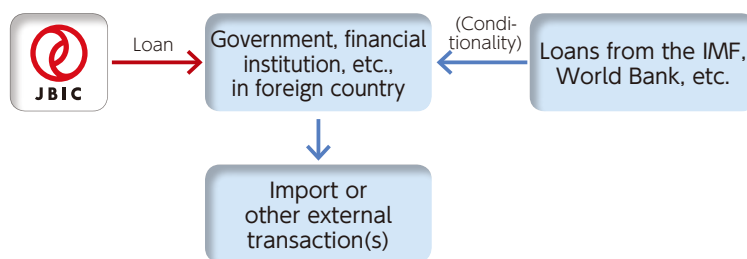 JBIC
Loan
Government, financial
institution, etc.,
in foreign country
(Condi-
tionality)
Loans from the IMF,
World Bank, etc.
Import or
other external
transaction(s)